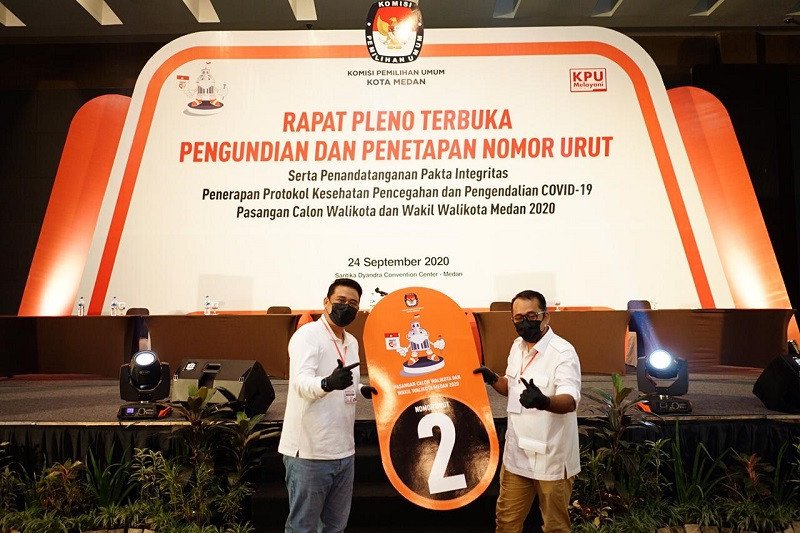 KOMISI
PEMILIHAN UMUM
KOMISI PEMILIHAN UMUM
KOTA MEDAN
KPU
Melayani
RAPAT PLENO TERBUKA
PENGUNDIAN DAN PENETAPAN NOMOR URUT
Serta Penandatanganan Pakta Integritas
Penerapan Protokol Kesehatan Pencegahan dan Pengendalian COVID-19
Pasangan Calon Walikota dan Wakil Walikota Medan 2020
24 September 2020
Santika Dyandra Convention Center - Medan
PASANGAN CALON WALIKOTA DAN
WAKIL WALIKOTA MEDAN 2020
NOMOR URUT
2